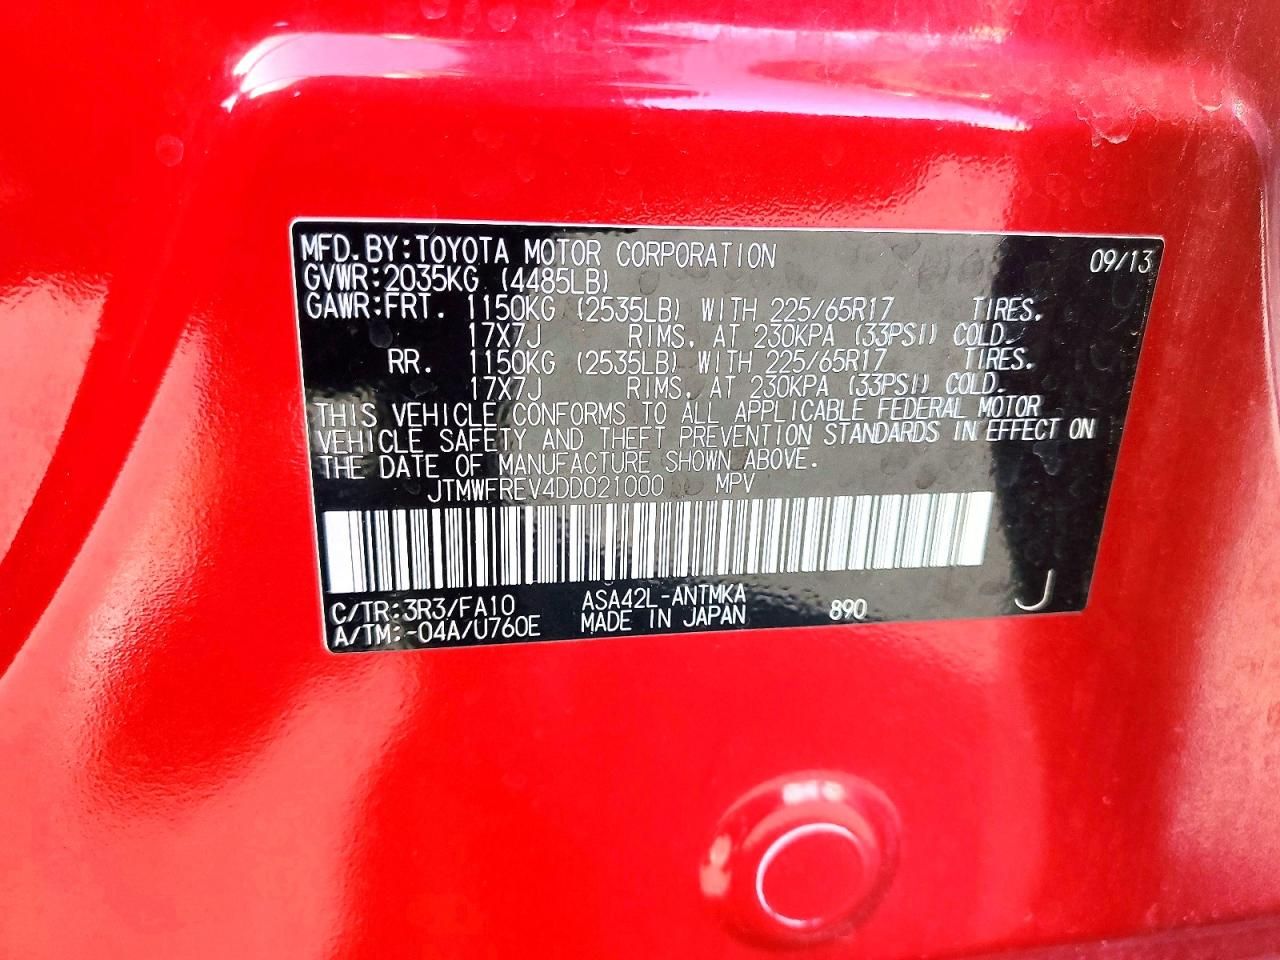 MFD.BY:TOYOTA MOTOR CORPORATION 09/13
GVWR:2035KG (4485LB)
GAWR:FRT. 1150KG (2535LB) WITH 225/65R17 TIRES.
17X7J RIMS. AT 230KPA (33PSI) COLD.
RR. 1150KG (2535LB) WITH 225/65R17 TIRES.
17X7J RIMS. AT 230KPA (33PSI) COLD.
THIS VEHICLE CONFORMS TO ALL APPLICABLE FEDERAL MOTOR
VEHICLE SAFETY AND THEFT PREVENTION STANDARDS IN EFFECT ON
THE DATE OF MANUFACTURE SHOWN ABOVE.
JTMWFREV4DD021000 MPV
C/TR:3R3/FA10 ASA42L-ANTMKA 890 J
A/TM:-04A/U760E MADE IN JAPAN